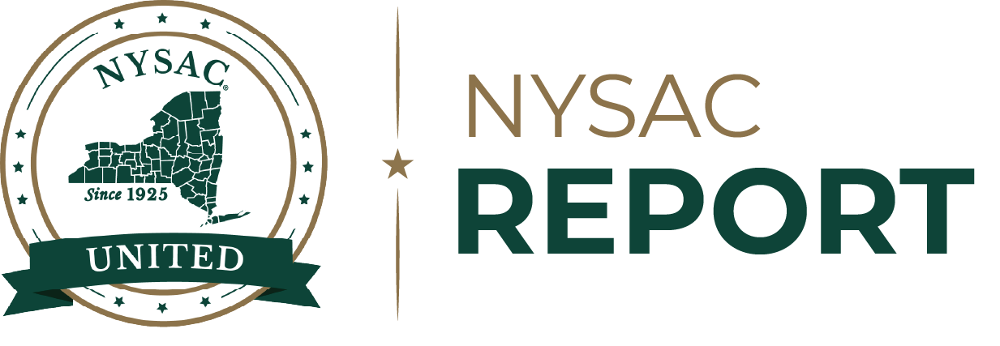 NYSAC®
Since 1925
UNITED
NYSAC
REPORT